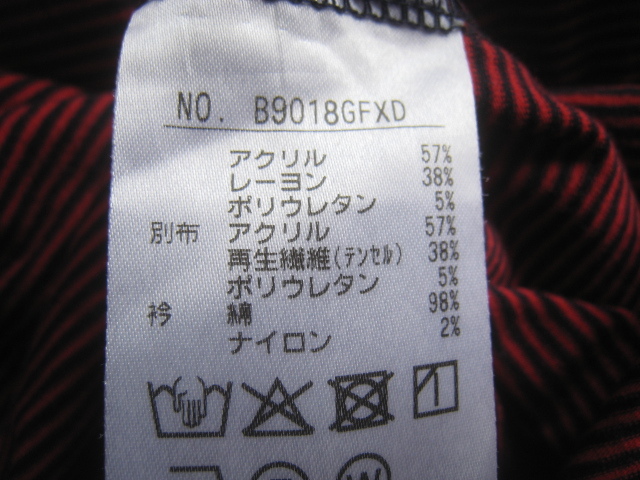 NO. B9018GFXD
アクリル 57%
レーヨン 38%
ポリウレタン 5%
別布 アクリル 57%
再生繊維(テンセル) 38%
ポリウレタン 5%
衿 綿 98%
ナイロン 2%
W